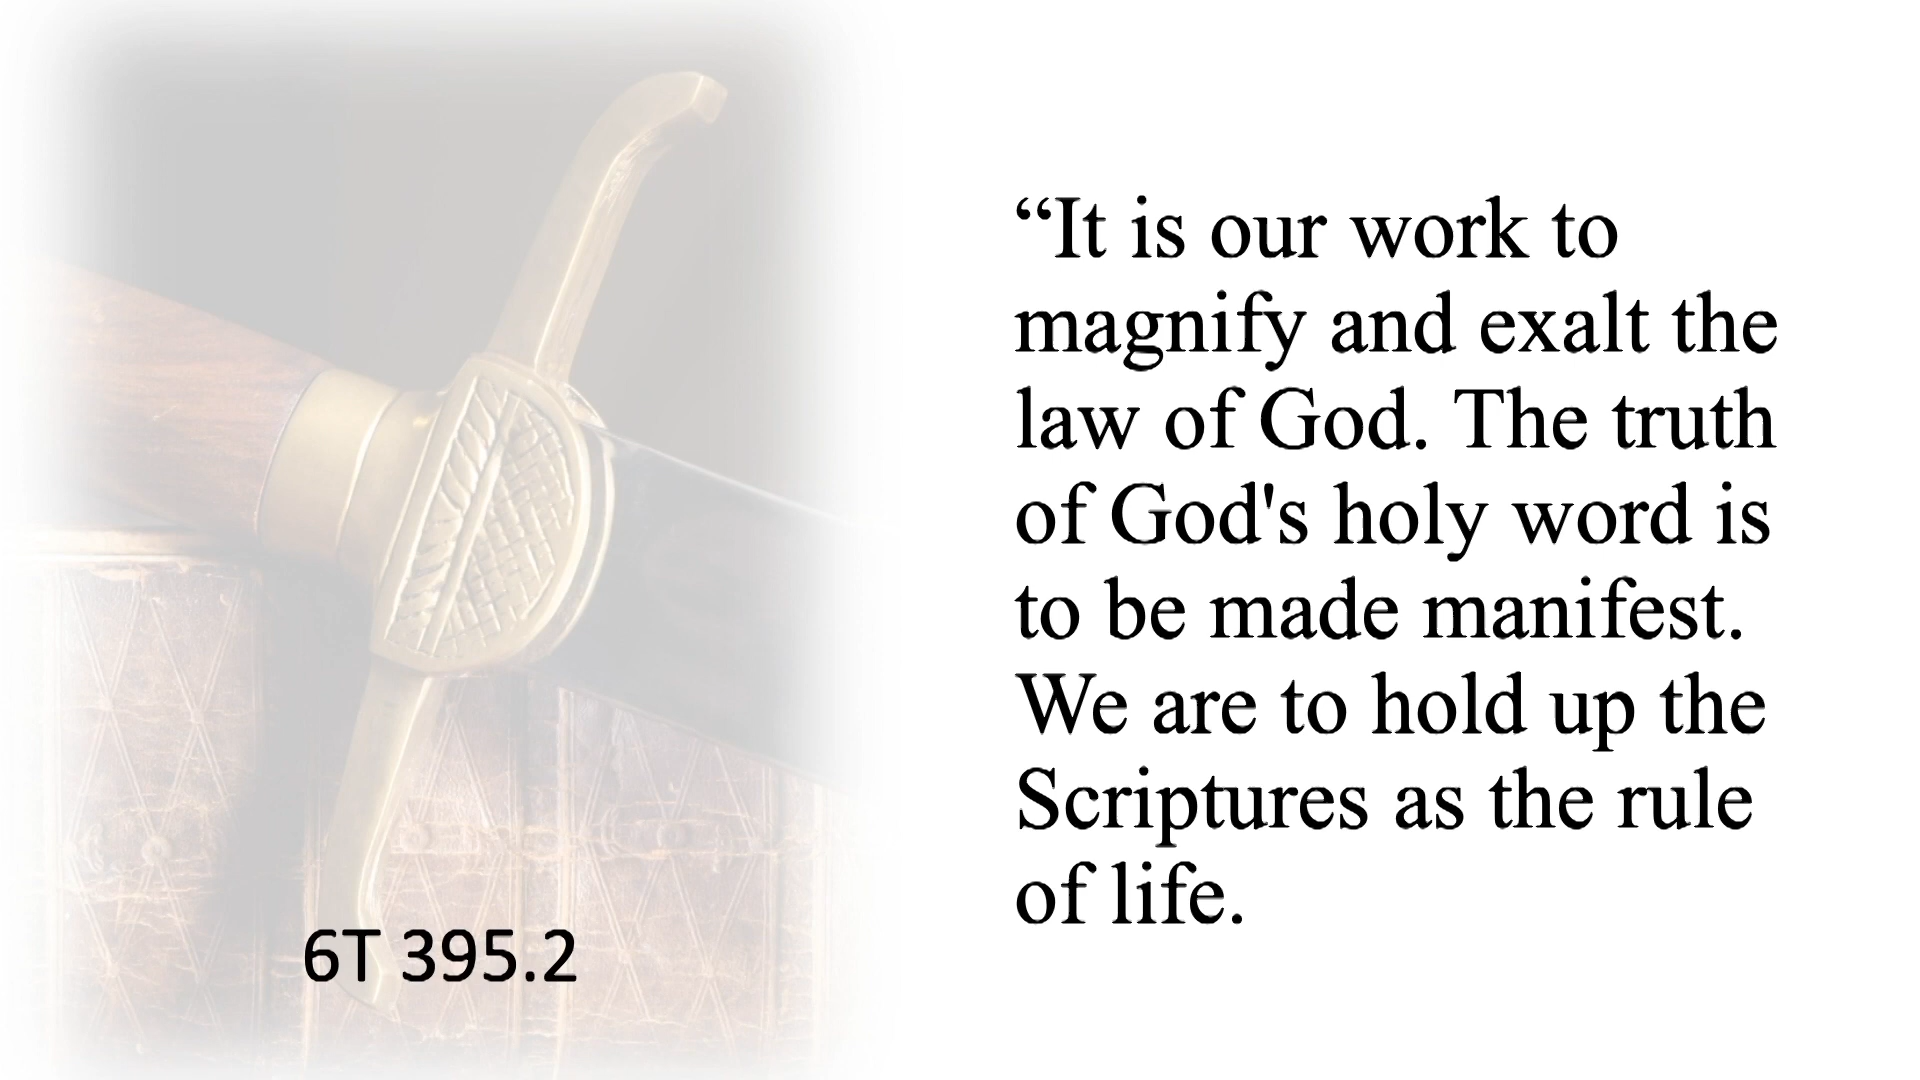 “It is our work to
magnify and exalt the
law of God. The truth
of God's holy word is
to be made manifest.
We are to hold up the
Scriptures as the rule
of life.
6T 395.2